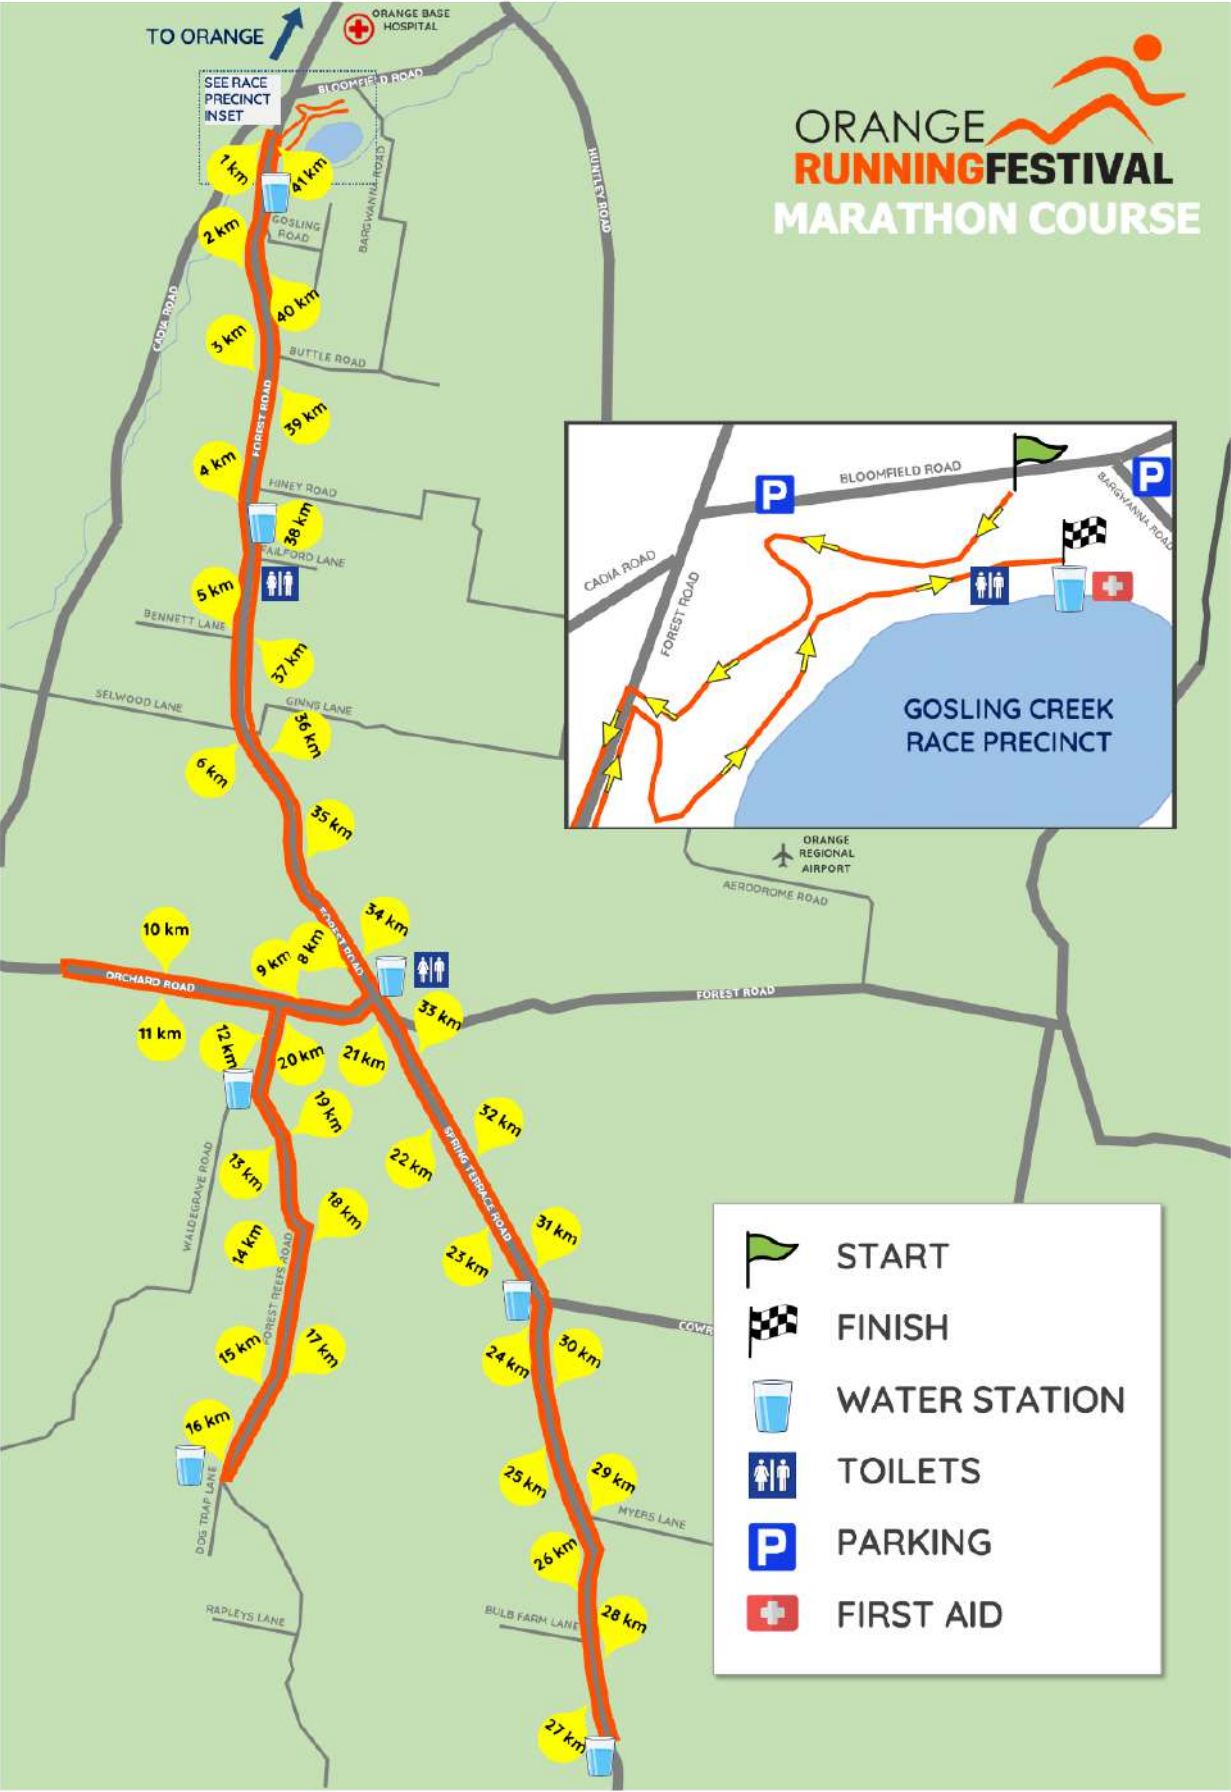 TO ORANGE
ORANGE BASE
HOSPITAL
SEE RACE
PRECINCT
INSET
BLOOMFIELD ROAD
ORANGE
RUNNINGFESTIVAL
MARATHON COURSE
HUNTLEY ROAD
BARGWANNA ROAD
1 km
41 km
GOSLING
ROAD
2 km
CADIA ROAD
40 km
3 km
BUTTLE ROAD
FOREST ROAD
39 km
4 km
HINEY ROAD
38 km
FAILFORD LANE
5 km
BENNETT LANE
37 km
SELWOOD LANE
GINNS LANE
36 km
6 km
35 km
BLOOMFIELD ROAD
P
P
BARGWANNA ROAD
CADIA ROAD
FOREST ROAD
GOSLING CREEK
RACE PRECINCT
ORANGE
REGIONAL
AIRPORT
AERODROME ROAD
34 km
FOREST ROAD
10 km
9 km
8 km
ORCHARD ROAD
FOREST ROAD
33 km
11 km
12 km
20 km
21 km
19 km
32 km
SPRING TERRACE ROAD
22 km
13 km
WALDEGRAVE ROAD
18 km
14 km
31 km
23 km
FOREST REEFS ROAD
COWR
15 km
17 km
24 km
30 km
16 km
DOG TRAP LANE
25 km
29 km
MYERS LANE
26 km
RAPLEYS LANE
BULB FARM LANE
28 km
27 km
START
FINISH
WATER STATION
TOILETS
P
PARKING
FIRST AID